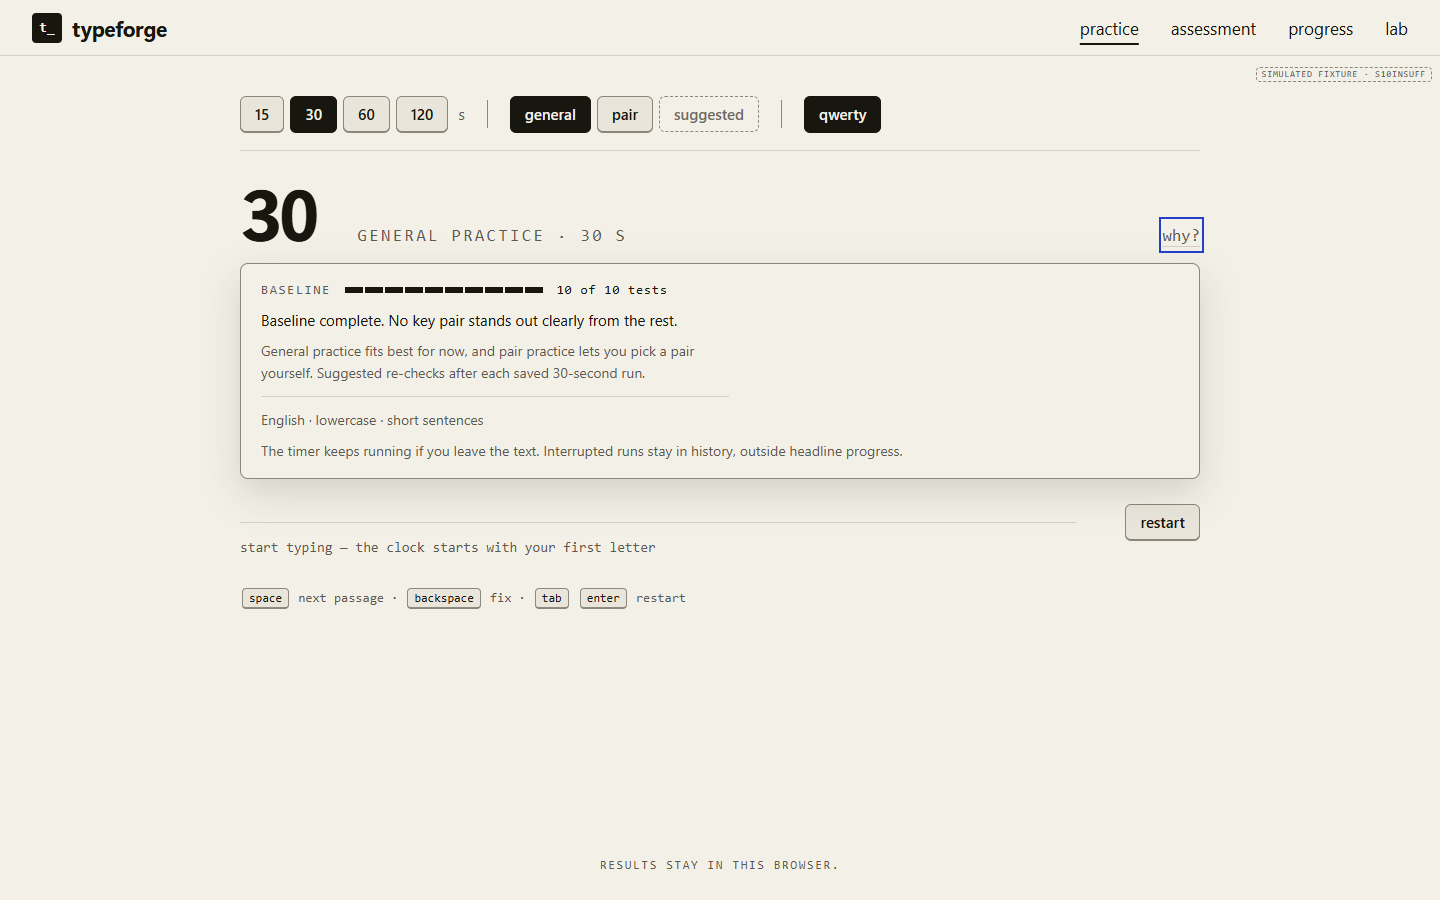 t_ typeforge
practice assessment progress lab
SIMULATED FIXTURE · S10INSUFF
15 30 60 120 s general pair suggested qwerty
30 GENERAL PRACTICE · 30 S why?
BASELINE 10 of 10 tests
Baseline complete. No key pair stands out clearly from the rest.
General practice fits best for now, and pair practice lets you pick a pair
yourself. Suggested re-checks after each saved 30-second run.
English · lowercase · short sentences
The timer keeps running if you leave the text. Interrupted runs stay in history, outside headline progress.
restart
start typing — the clock starts with your first letter
space next passage · backspace fix · tab enter restart
RESULTS STAY IN THIS BROWSER.